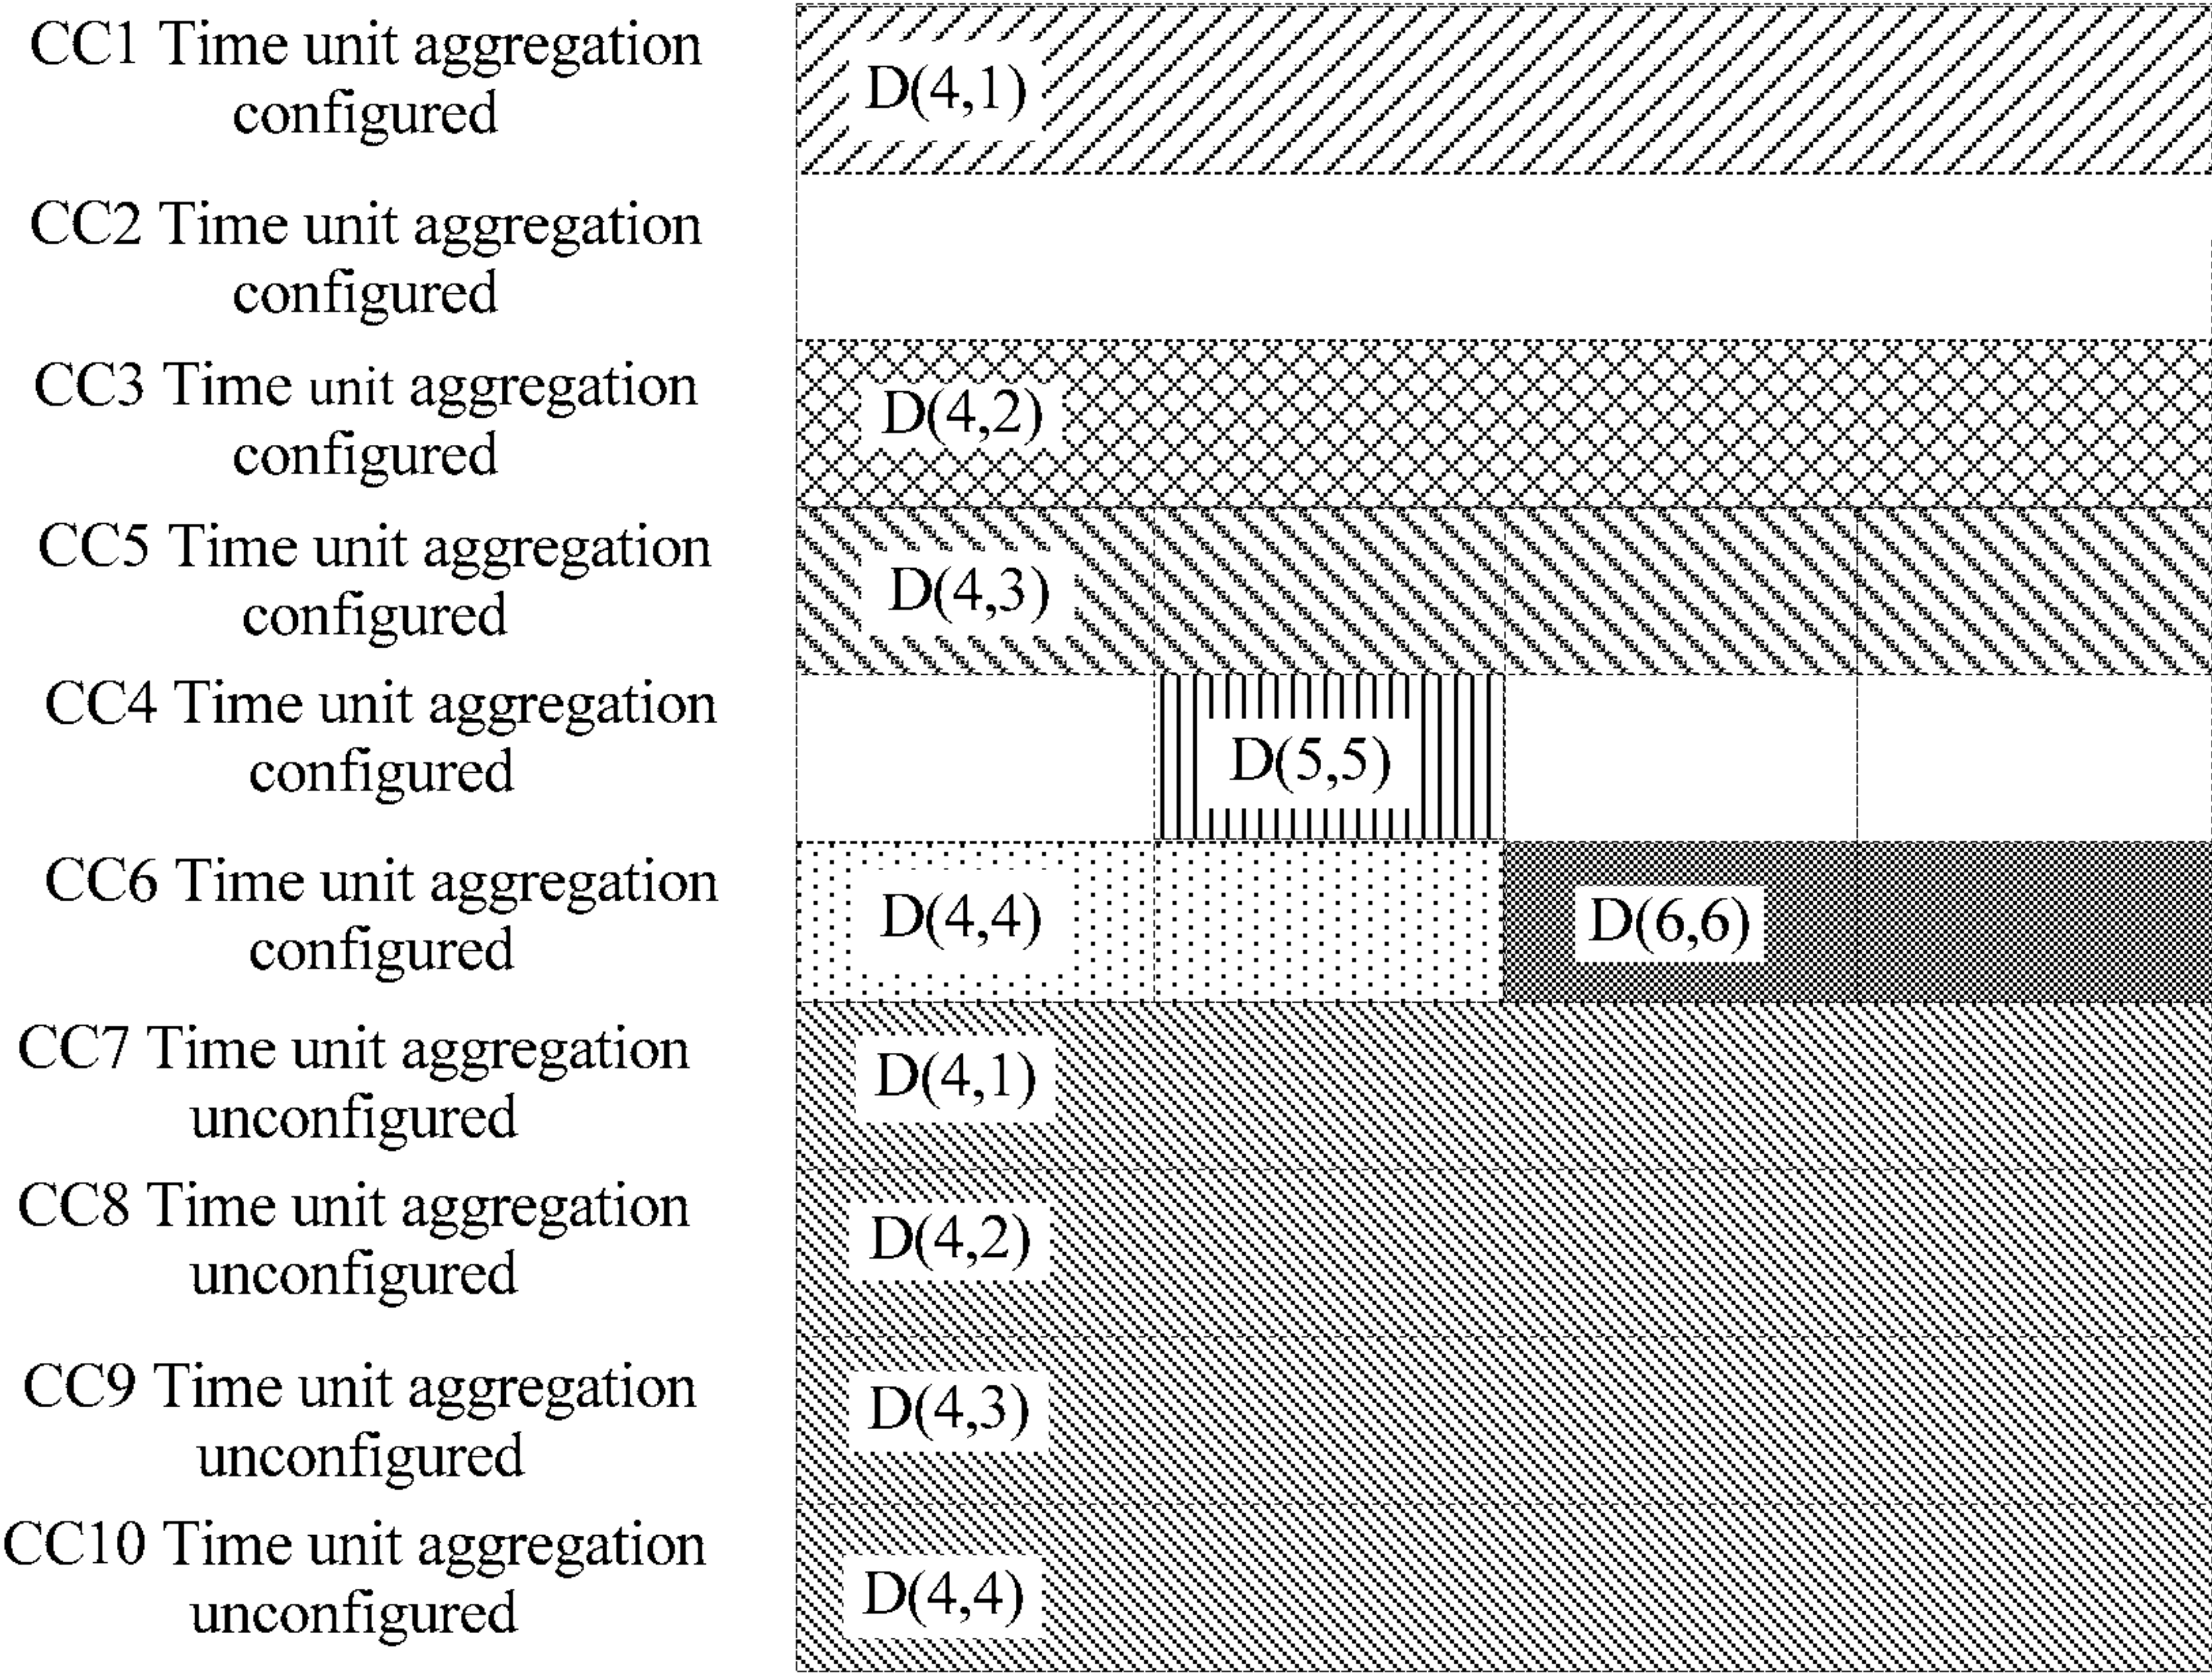 CC1 Time unit aggregation
configured
D(4,1)
CC2 Time unit aggregation
configured
CC3 Time unit aggregation
configured
D(4,2)
CC5 Time unit aggregation
configured
D(4,3)
CC4 Time unit aggregation
configured
D(5,5)
CC6 Time unit aggregation
configured
D(4,4)
D(6,6)
CC7 Time unit aggregation
unconfigured
D(4,1)
CC8 Time unit aggregation
unconfigured
D(4,2)
CC9 Time unit aggregation
unconfigured
D(4,3)
CC10 Time unit aggregation
unconfigured
D(4,4)